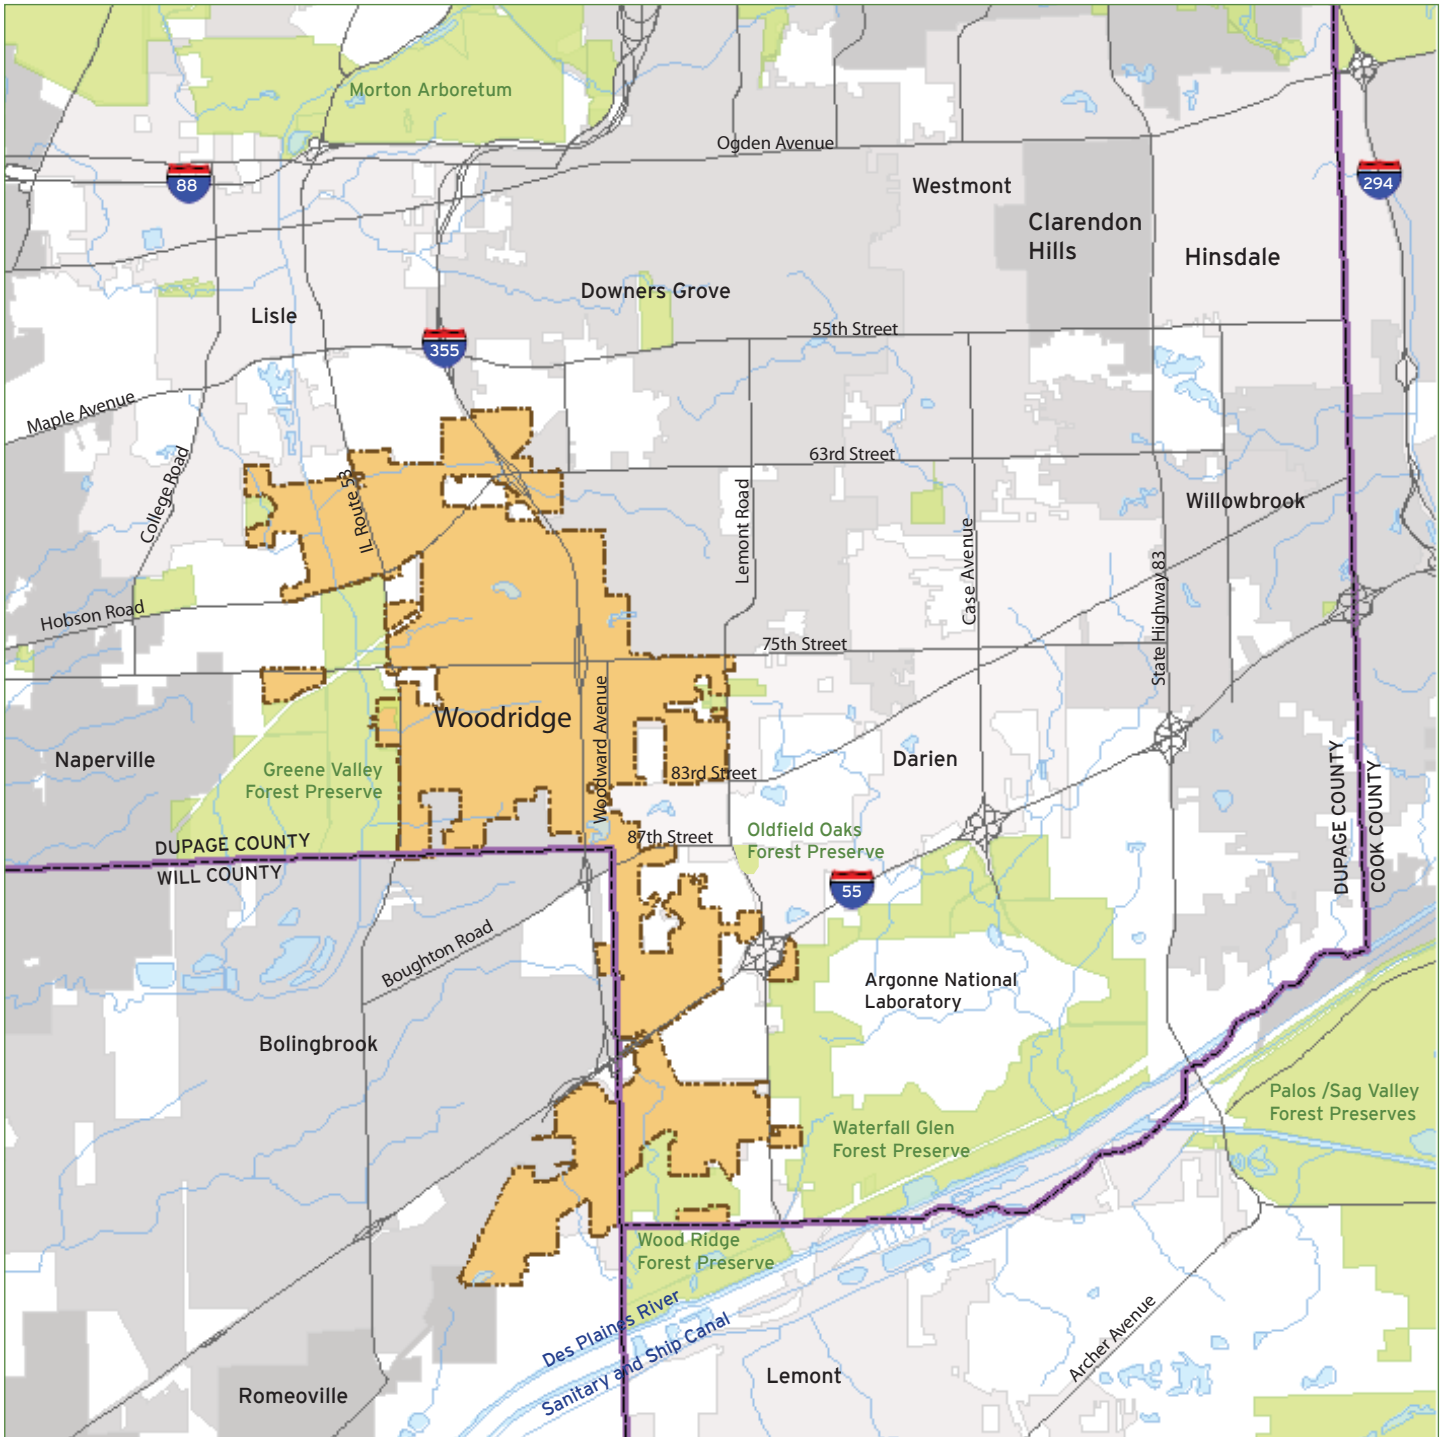 Morton Arboretum
Ogden Avenue
88
294
Westmont
Clarendon
Hills
Hinsdale
Downers Grove
Lisle
55th Street
355
Maple Avenue
63rd Street
College Road
IL Route 53
Lemont Road
Willowbrook
Case Avenue
State Highway 83
Hobson Road
75th Street
Woodridge
Woodward Avenue
Naperville
Darien
Greene Valley
Forest Preserve
83rd Street
DUPAGE COUNTY
COOK COUNTY
87th Street
Oldfield Oaks
Forest Preserve
DUPAGE COUNTY
WILL COUNTY
55
Boughton Road
Argonne National
Laboratory
Bolingbrook
Palos /Sag Valley
Forest Preserves
Waterfall Glen
Forest Preserve
Wood Ridge
Forest Preserve
Des Plaines River
Sanitary and Ship Canal
Archer Avenue
Lemont
Romeoville